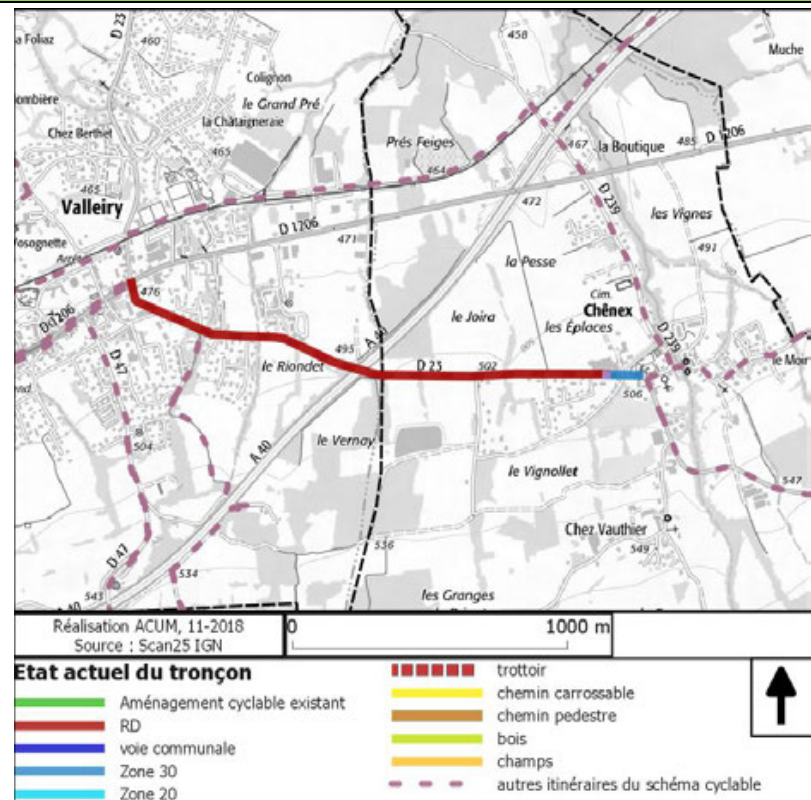 D 23
460
458
la Foliaz
Muche
Colignon
ombière
le Grand Pré
Chez Berthet
la Châtaigneraie
465
Prés Feiges
467
la Boutique
485
D 1206
465
464
Valleiry
D 239
472
les Vignes
Vosognette
D 1206
471
491
la Pesse
476
Cim.
Chênex
D 1206
le Joira
les Éplaces
D 47
495
A 40
D 239
le Riondet
D 23
502
le Moir
506
504
le Vernay
A 40
le Vignollet
547
Chez Vauthier
D 47
536
549
534
543
les Granges
A 40
Réalisation ACUM, 11-2018
Source : Scan25 IGN
0
1000 m
Etat actuel du tronçon
Aménagement cyclable existant
RD
voie communale
Zone 30
Zone 20
trottoir
chemin carrossable
chemin pedestre
bois
champs
autres itinéraires du schéma cyclable